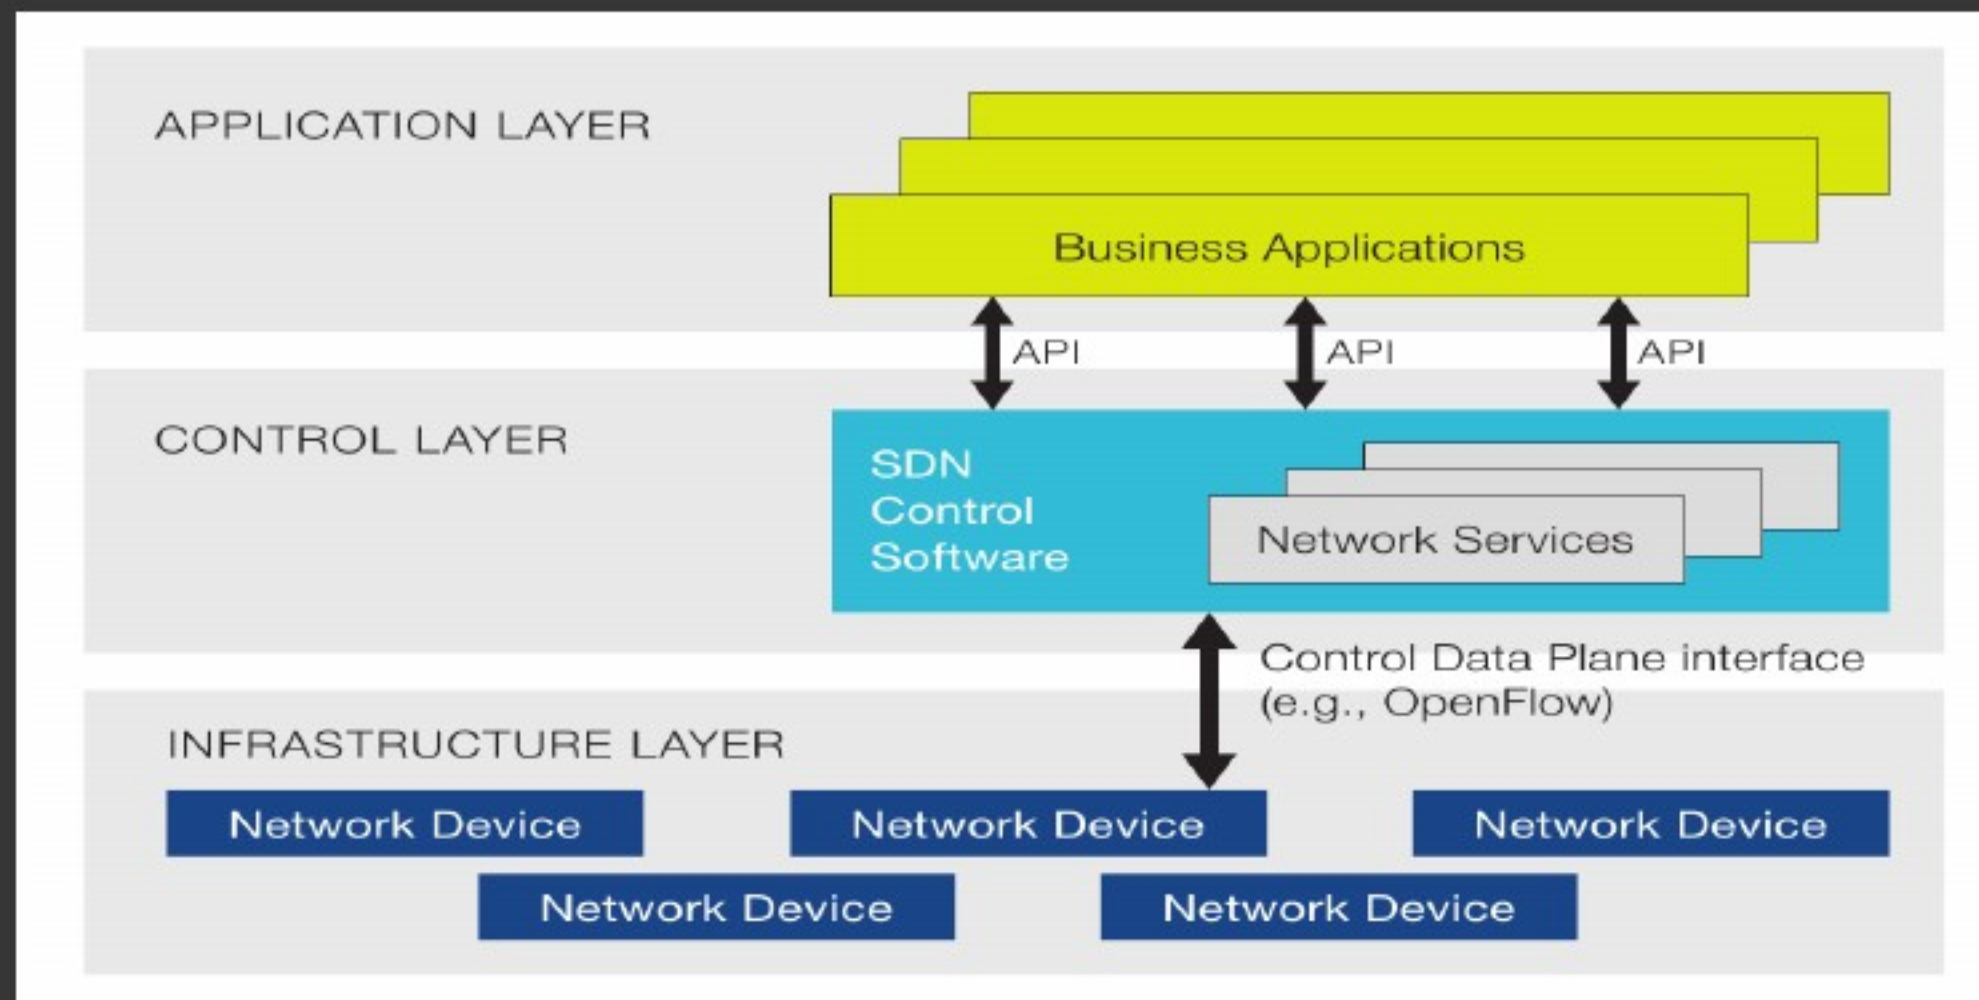 APPLICATION LAYER
Business Applications
API
API
API
CONTROL LAYER
SDN
Control
Software
Network Services
Control Data Plane interface
(e.g., OpenFlow)
INFRASTRUCTURE LAYER
Network Device
Network Device
Network Device
Network Device
Network Device